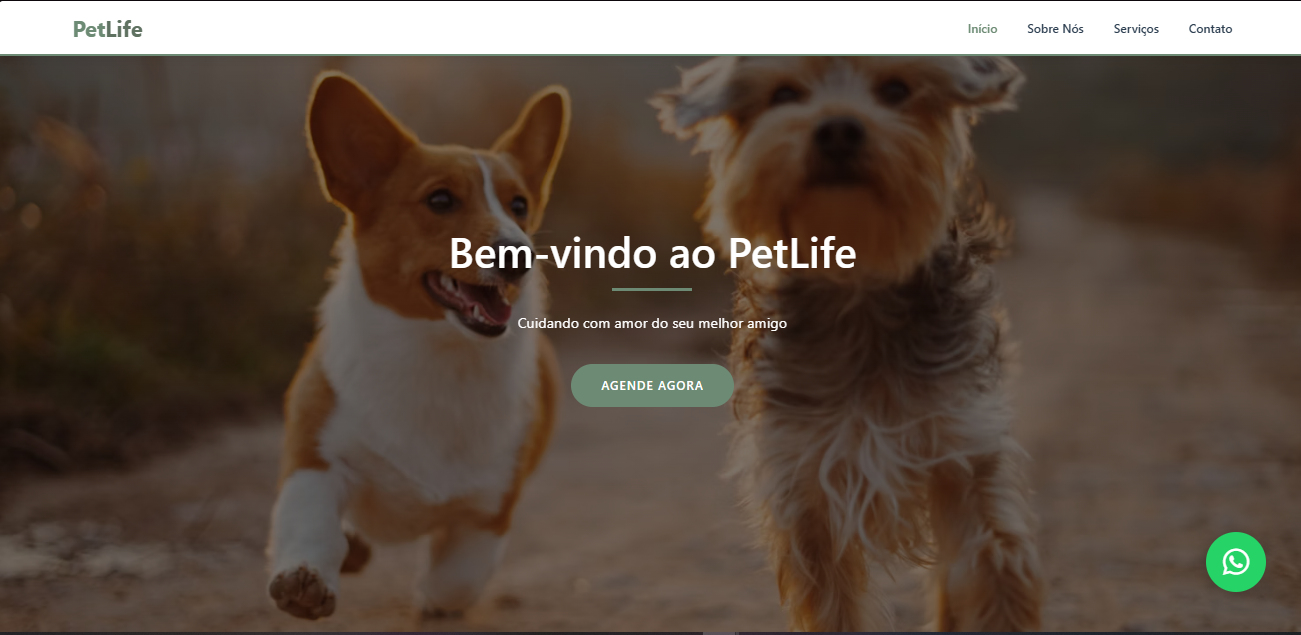 PetLife
Início
Sobre Nós
Serviços
Contato
Bem-vindo ao PetLife
Cuidando com amor do seu melhor amigo
AGENDE AGORA